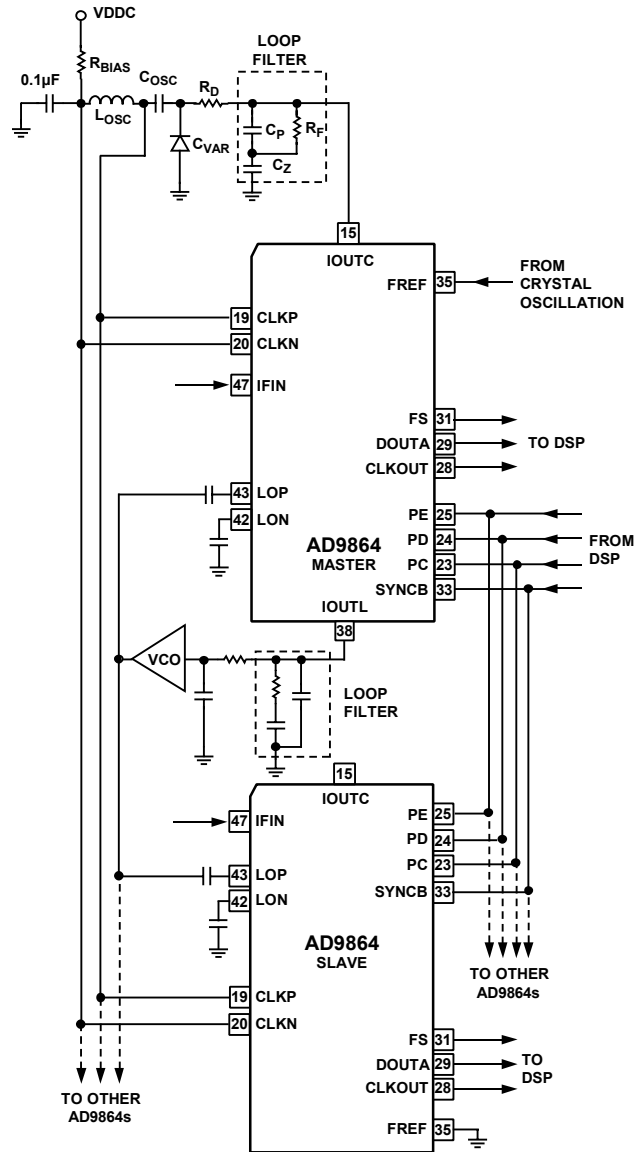 VDDC
LOOP
FILTER
RBIAS
0.1µF
COSC
RD
LOSC
CVAR
CP
RF
CZ
15
IOUTC
FREF
35
FROM
CRYSTAL
OSCILLATION
19
CLKP
20
CLKN
47
IFIN
FS
31
DOUTA
29
TO DSP
CLKOUT
28
43
LOP
PE
25
42
LON
PD
24
FROM
DSP
AD9864
MASTER
PC
23
SYNCB
33
IOUTL
38
VCO
LOOP
FILTER
15
IOUTC
47
IFIN
PE
25
PD
24
43
LOP
PC
23
42
LON
SYNCB
33
AD9864
SLAVE
TO OTHER
AD9864s
19
CLKP
20
CLKN
FS
31
DOUTA
29
TO
DSP
CLKOUT
28
TO OTHER
AD9864s
FREF
35